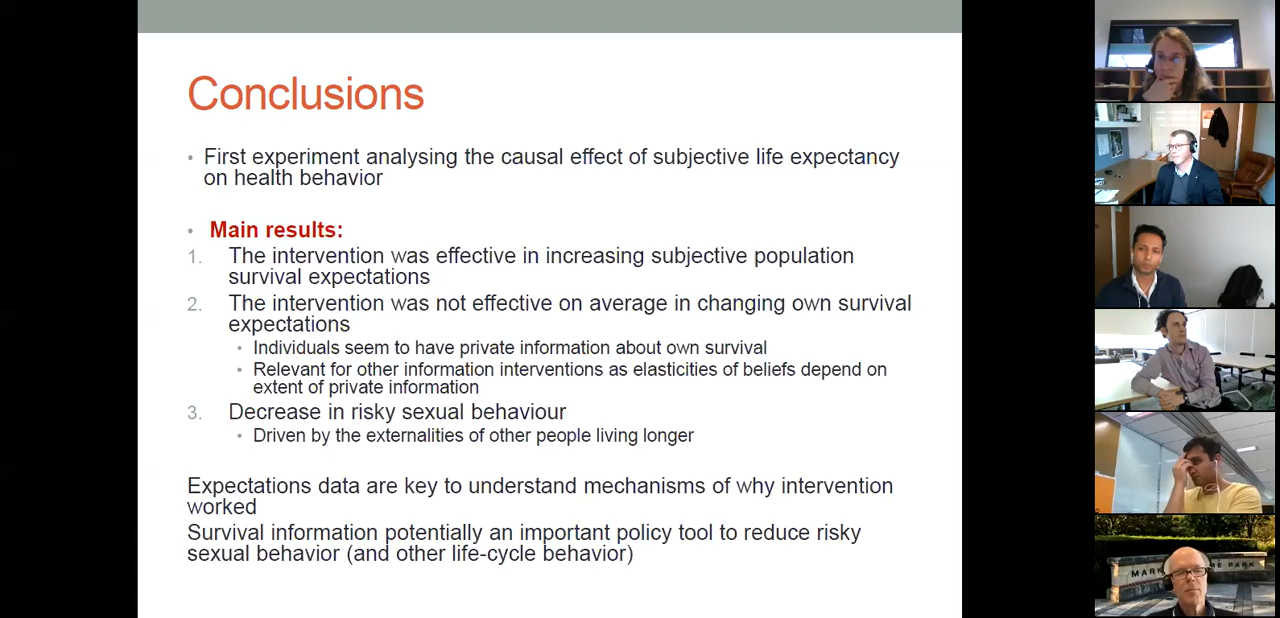 Conclusions
• First experiment analysing the causal effect of subjective life expectancy
on health behavior
• Main results:
1. The intervention was effective in increasing subjective population
survival expectations
2. The intervention was not effective on average in changing own survival
expectations
• Individuals seem to have private information about own survival
• Relevant for other information interventions as elasticities of beliefs depend on
extent of private information
3. Decrease in risky sexual behaviour
• Driven by the externalities of other people living longer
Expectations data are key to understand mechanisms of why intervention
worked
Survival information potentially an important policy tool to reduce risky
sexual behavior (and other life-cycle behavior)
PARK